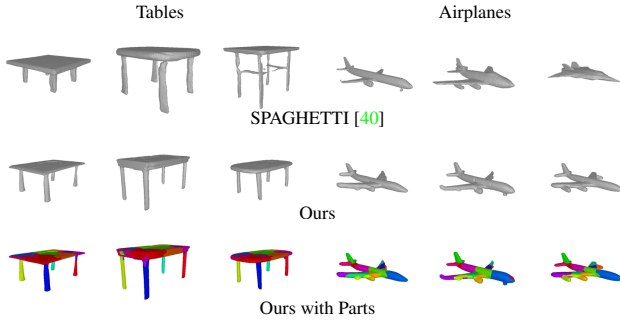 Tables
Airplanes
SPAGHETTI [40]
Ours
Ours with Parts